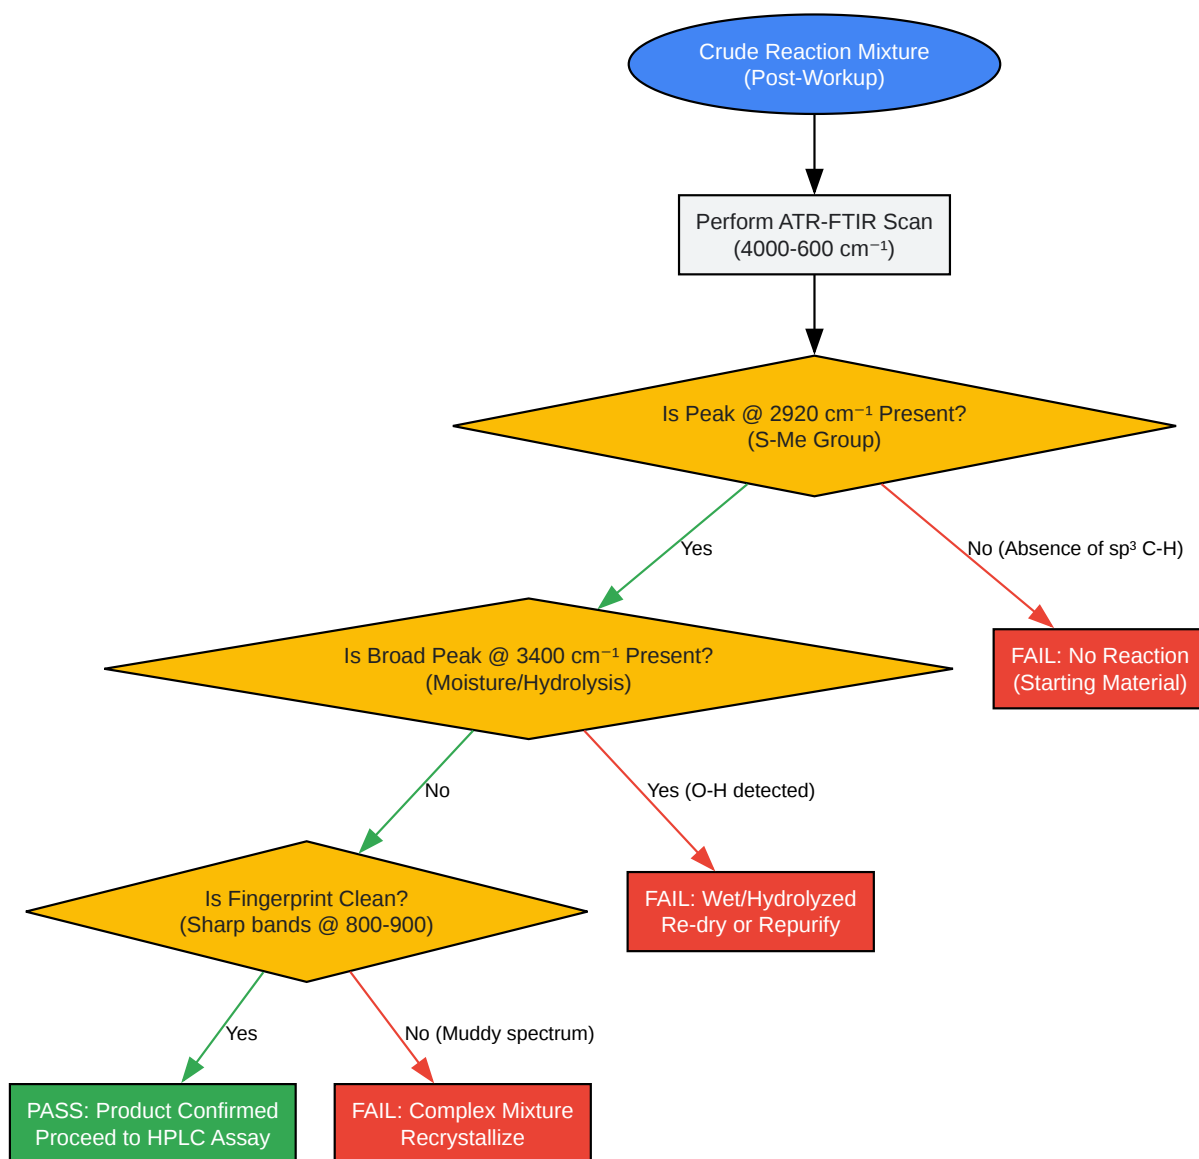 Crude Reaction Mixture
(Post-Workup)
Perform ATR-FTIR Scan
(4000-600 cm⁻¹)
Is Peak @ 2920 cm⁻¹ Present?
(S-Me Group)
Yes
No (Absence of sp³ C-H)
Is Broad Peak @ 3400 cm⁻¹ Present?
(Moisture/Hydrolysis)
FAIL: No Reaction
(Starting Material)
No
Yes (O-H detected)
Is Fingerprint Clean?
(Sharp bands @ 800-900)
FAIL: Wet/Hydrolyzed
Re-dry or Repurify
Yes
No (Muddy spectrum)
PASS: Product Confirmed
Proceed to HPLC Assay
FAIL: Complex Mixture
Recrystallize